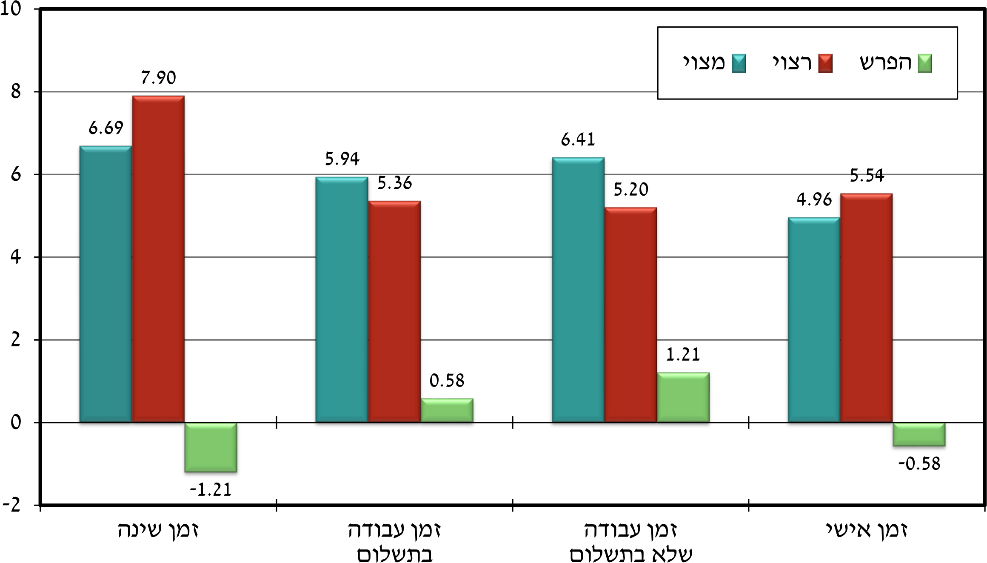 10
8
6
4
2
0
-2
מצוי
רצוי
הפרש
6.69
7.90
-1.21
5.94
5.36
0.58
6.41
5.20
1.21
4.96
5.54
-0.58
זמן שינה
זמן עבודה
בתשלום
זמן עבודה
שלא בתשלום
זמן אישי